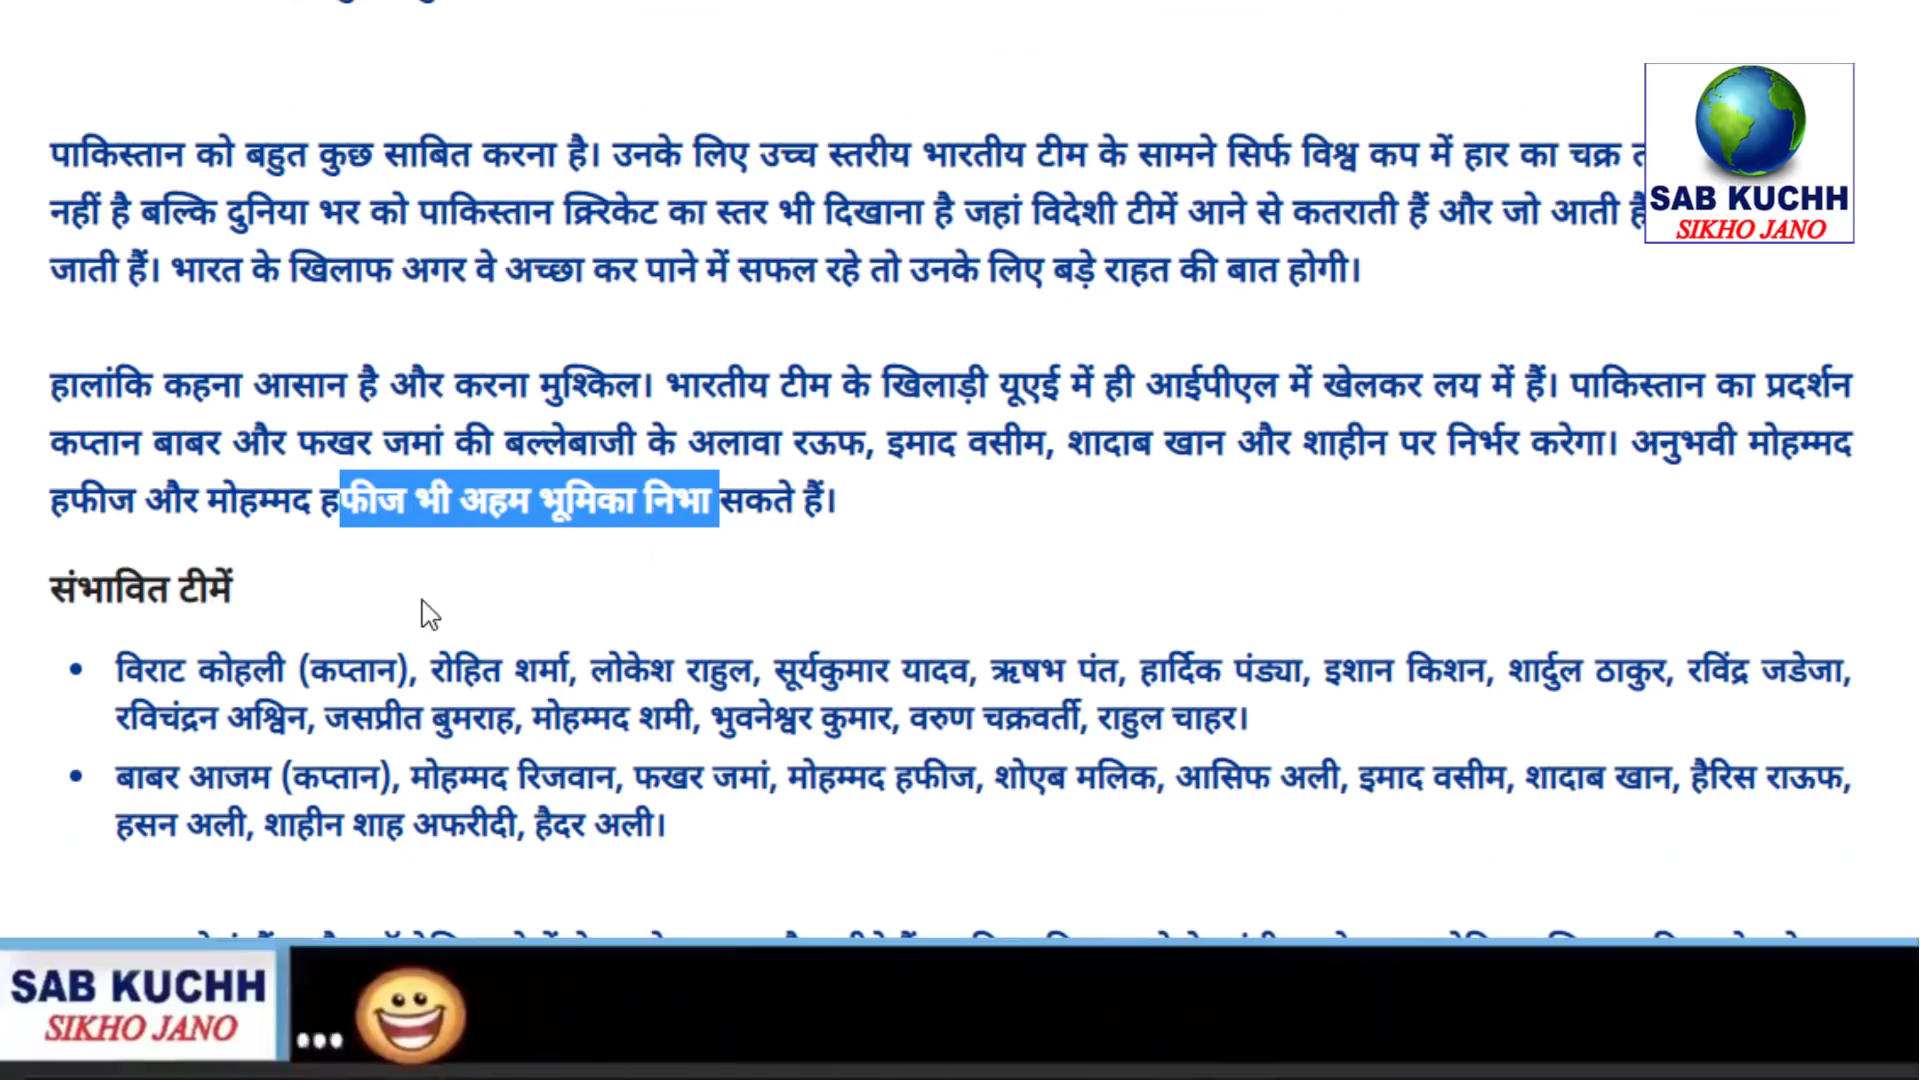 पाकिस्तान को बहुत कुछ साबित करना है। उनके लिए उच्च स्तरीय भारतीय टीम के सामने सिर्फ विश्व कप में हार का चक्र
नहीं है बल्कि दुनिया भर को पाकिस्तान क्रिकेट का स्तर भी दिखाना है जहां विदेशी टीमें आने से कतराती हैं और जो आती
जाती हैं। भारत के खिलाफ अगर वे अच्छा कर पाने में सफल रहे तो उनके लिए बड़े राहत की बात होगी।
SAB KUCHH
SIKHO JANO
हालांकि कहना आसान है और करना मुश्किल। भारतीय टीम के खिलाड़ी यूएई में ही आईपीएल में खेलकर लय में हैं। पाकिस्तान का प्रदर्शन
कप्तान बाबर और फखर जमां की बल्लेबाजी के अलावा रऊफ, इमाद वसीम, शादाब खान और शाहीन पर निर्भर करेगा। अनुभवी मोहम्मद
हफीज और मोहम्मद हफीज भी अहम भूमिका निभा सकते हैं।
संभावित टीमें
• विराट कोहली (कप्तान), रोहित शर्मा, लोकेश राहुल, सूर्यकुमार यादव, ऋषभ पंत, हार्दिक पंड्या, इशान किशन, शार्दुल ठाकुर, रविंद्र जडेजा,
रविचंद्रन अश्विन, जसप्रीत बुमराह, मोहम्मद शमी, भुवनेश्वर कुमार, वरुण चक्रवर्ती, राहुल चाहर।
• बाबर आजम (कप्तान), मोहम्मद रिजवान, फखर जमां, मोहम्मद हफीज, शोएब मलिक, आसिफ अली, इमाद वसीम, शादाब खान, हैरिस राऊफ,
हसन अली, शाहीन शाह अफरीदी, हैदर अली।
SAB KUCHH
SIKHO JANO
...